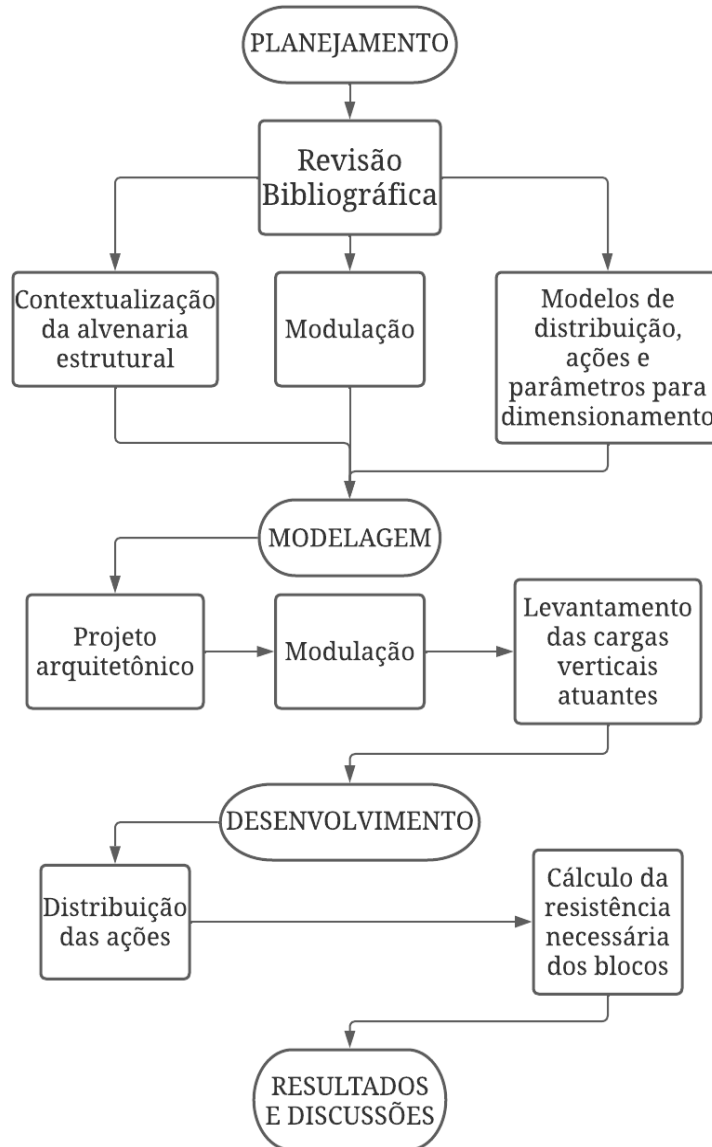 PLANEJAMENTO
Revisão
Bibliográfica
Contextualização
da alvenaria
estrutural
Modulação
Modelos de
distribuição,
ações e
parâmetros para
dimensionamento
MODELAGEM
Projeto
arquitetônico
Modulação
Levantamento
das cargas
verticais
atuantes
DESENVOLVIMENTO
Distribuição
das ações
Cálculo da
resistência
necessária
dos blocos
RESULTADOS
E DISCUSSÕES